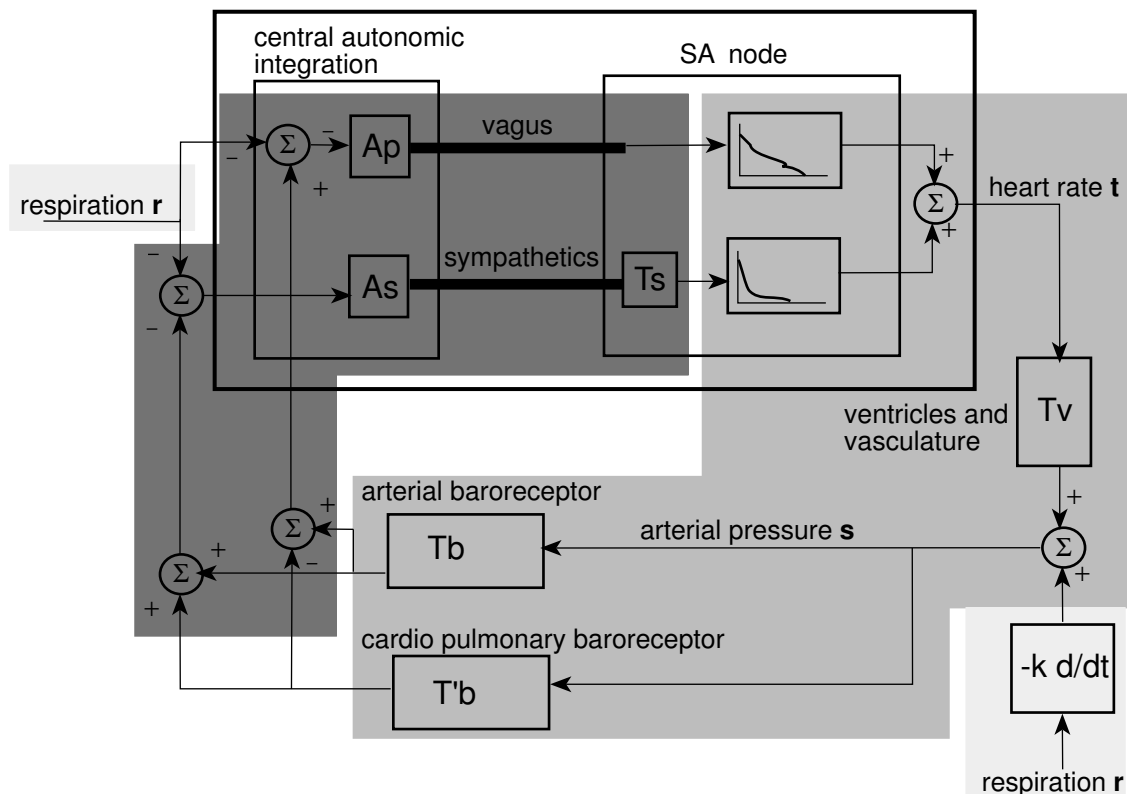 central autonomic
integration
SA node
vagus
Σ
−
Ap
−
+
+
respiration r
heart rate t
Σ
+
sympathetics
−
As
Ts
Σ
−
ventricles and
vasculature
Tv
arterial baroreceptor
+
+
Σ
Tb
arterial pressure s
Σ
+
−
Σ
+
+
cardio pulmonary baroreceptor
T'b
-k d/dt
respiration r